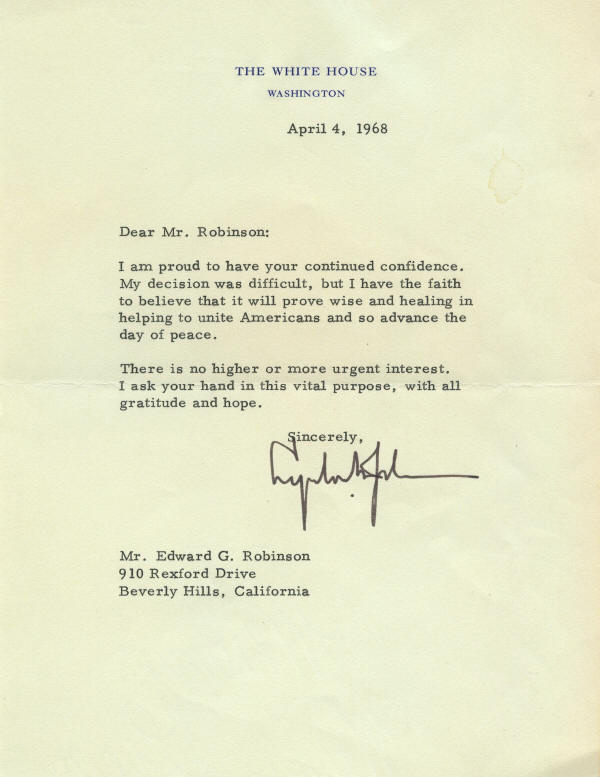 THE WHITE HOUSE
WASHINGTON
April 4, 1968
Dear Mr. Robinson:
I am proud to have your continued confidence.
My decision was difficult, but I have the faith
to believe that it will prove wise and healing in
helping to unite Americans and so advance the
day of peace.
There is no higher or more urgent interest.
I ask your hand in this vital purpose, with all
gratitude and hope.
Sincerely,
Mr. Edward G. Robinson
910 Rexford Drive
Beverly Hills, California